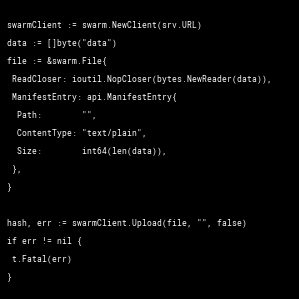 swarmClient := swarm.NewClient(srv.URL)
data := []byte("data")
file := &swarm.File{
 ReadCloser: ioutil.NopCloser(bytes.NewReader(data)),
 ManifestEntry: api.ManifestEntry{
  Path:        "",
  ContentType: "text/plain",
  Size:        int64(len(data)),
 },
}

hash, err := swarmClient.Upload(file, "", false)
if err != nil {
 t.Fatal(err)
}